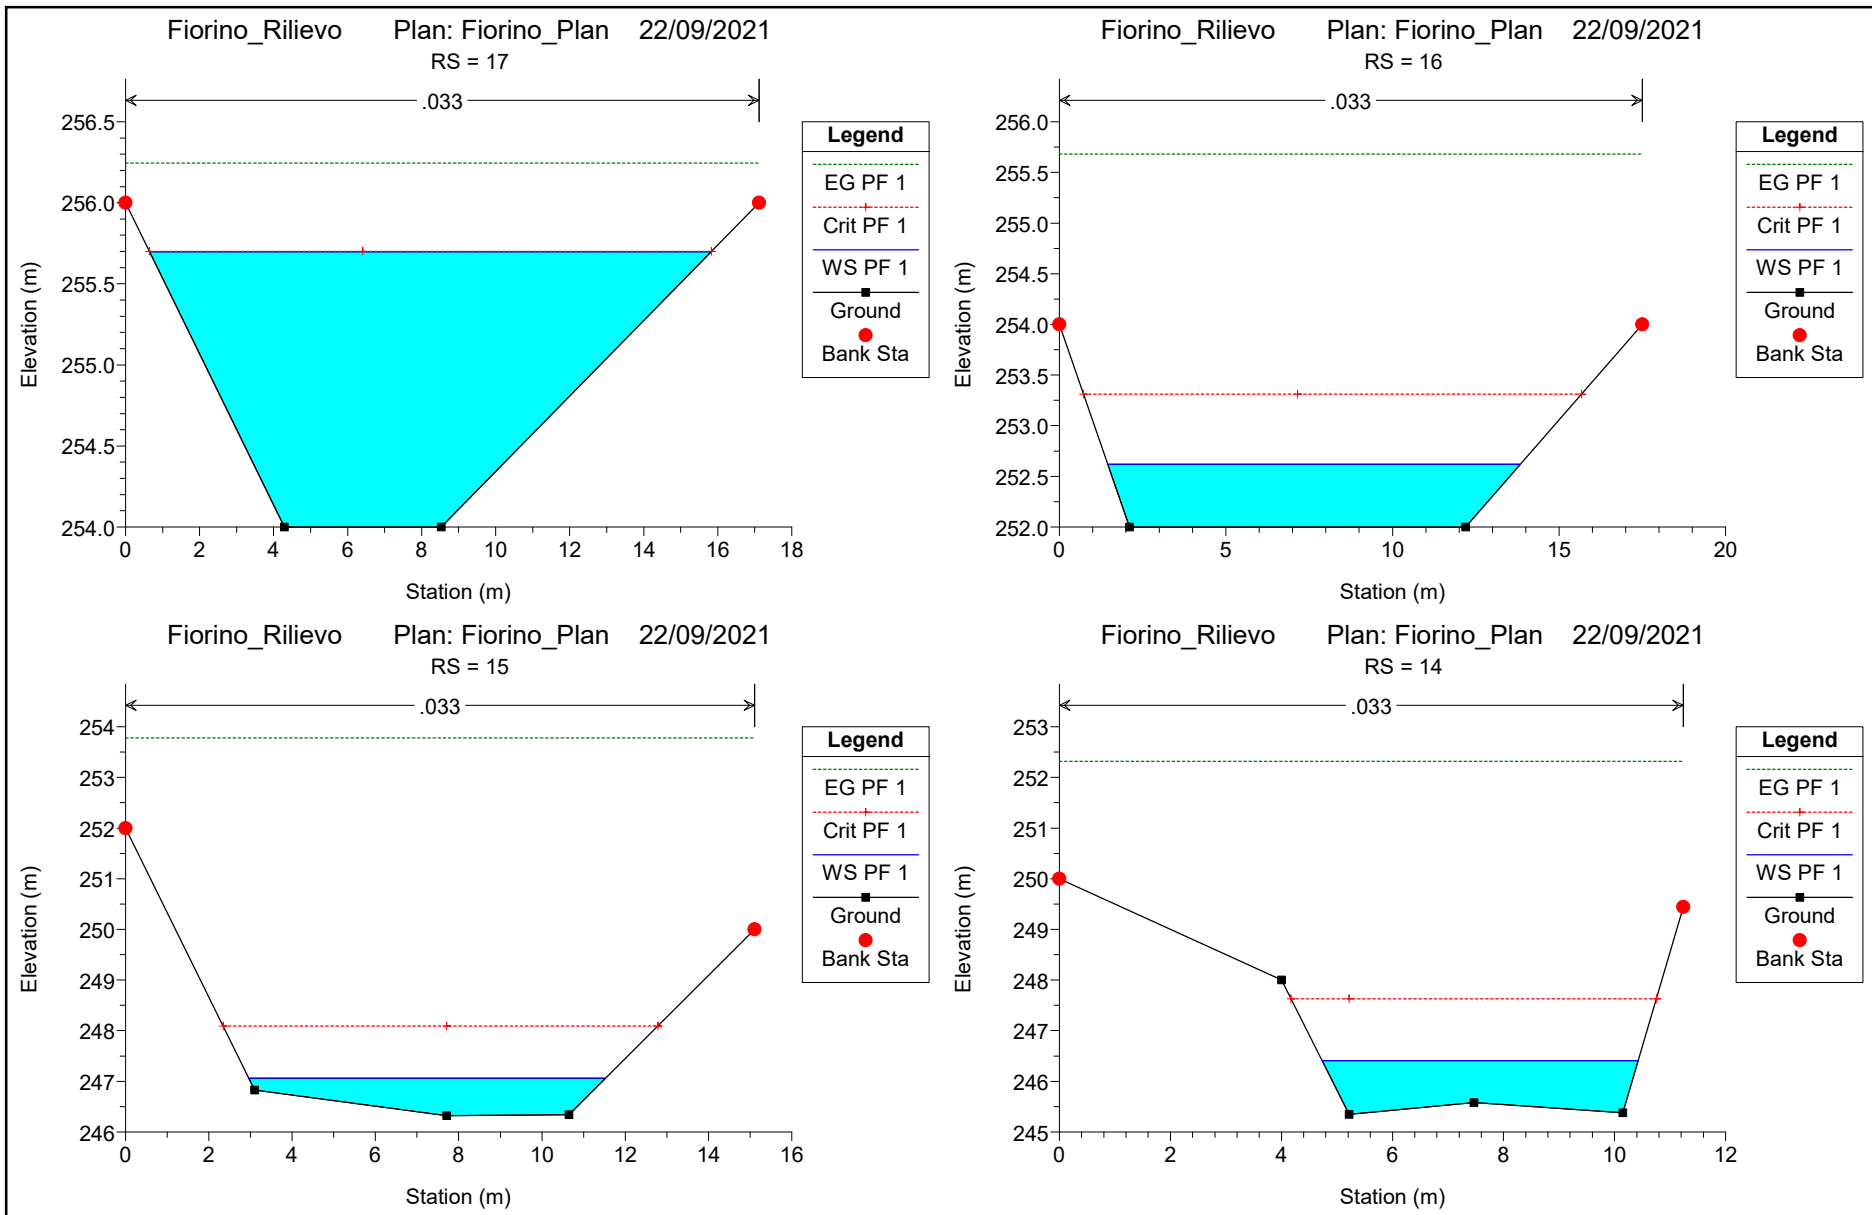 Fiorino_Rilievo Plan: Fiorino_Plan 22/09/2021
RS = 17
.033
256.5
256.0
255.5
255.0
254.5
254.0
0 2 4 6 8 10 12 14 16 18
Station (m)
Elevation (m)
Legend
EG PF 1
Crit PF 1
WS PF 1
Ground
Bank Sta
Fiorino_Rilievo Plan: Fiorino_Plan 22/09/2021
RS = 16
.033
256.0
255.5
255.0
254.5
254.0
253.5
253.0
252.5
252.0
0 5 10 15 20
Station (m)
Elevation (m)
Legend
EG PF 1
Crit PF 1
WS PF 1
Ground
Bank Sta
Fiorino_Rilievo Plan: Fiorino_Plan 22/09/2021
RS = 15
.033
254
253
252
251
250
249
248
247
246
0 2 4 6 8 10 12 14 16
Station (m)
Elevation (m)
Legend
EG PF 1
Crit PF 1
WS PF 1
Ground
Bank Sta
Fiorino_Rilievo Plan: Fiorino_Plan 22/09/2021
RS = 14
.033
253
252
251
250
249
248
247
246
245
0 2 4 6 8 10 12
Station (m)
Elevation (m)
Legend
EG PF 1
Crit PF 1
WS PF 1
Ground
Bank Sta